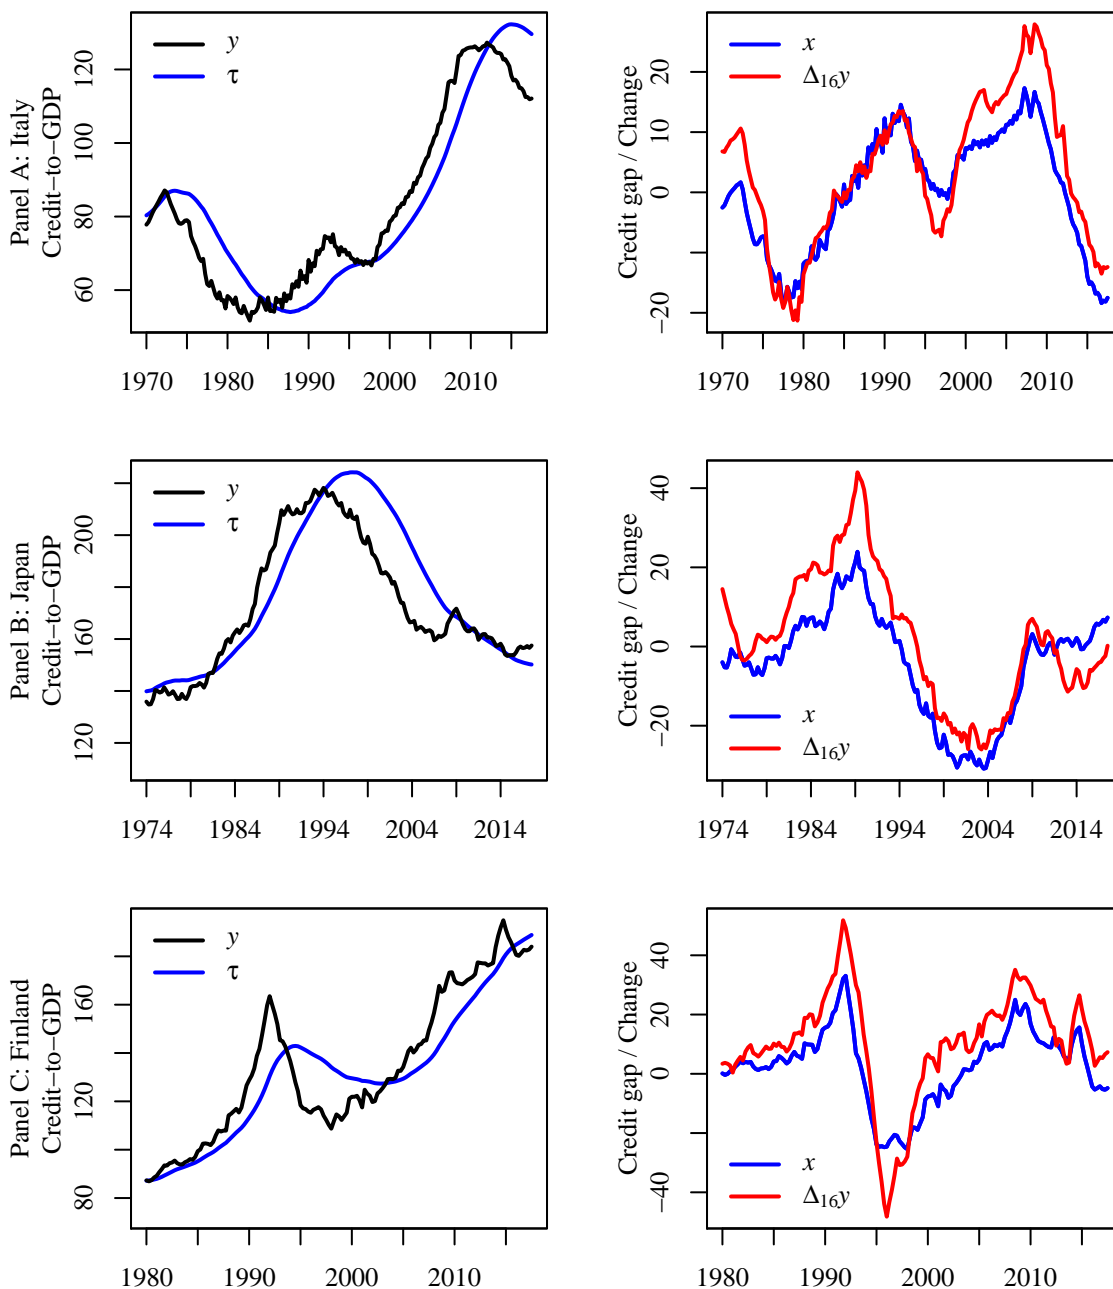 Panel A: Italy
Credit−to−GDP
60
80
100
120
y
τ
1970
1980
1990
2000
2010
Credit gap / Change
−20
0
10
20
x
Δ16y
1970
1980
1990
2000
2010
Panel B: Japan
Credit−to−GDP
120
160
200
y
τ
1974
1984
1994
2004
2014
Credit gap / Change
−20
0
20
40
x
Δ16y
1974
1984
1994
2004
2014
Panel C: Finland
Credit−to−GDP
80
120
160
y
τ
1980
1990
2000
2010
Credit gap / Change
−40
0
20
40
x
Δ16y
1980
1990
2000
2010